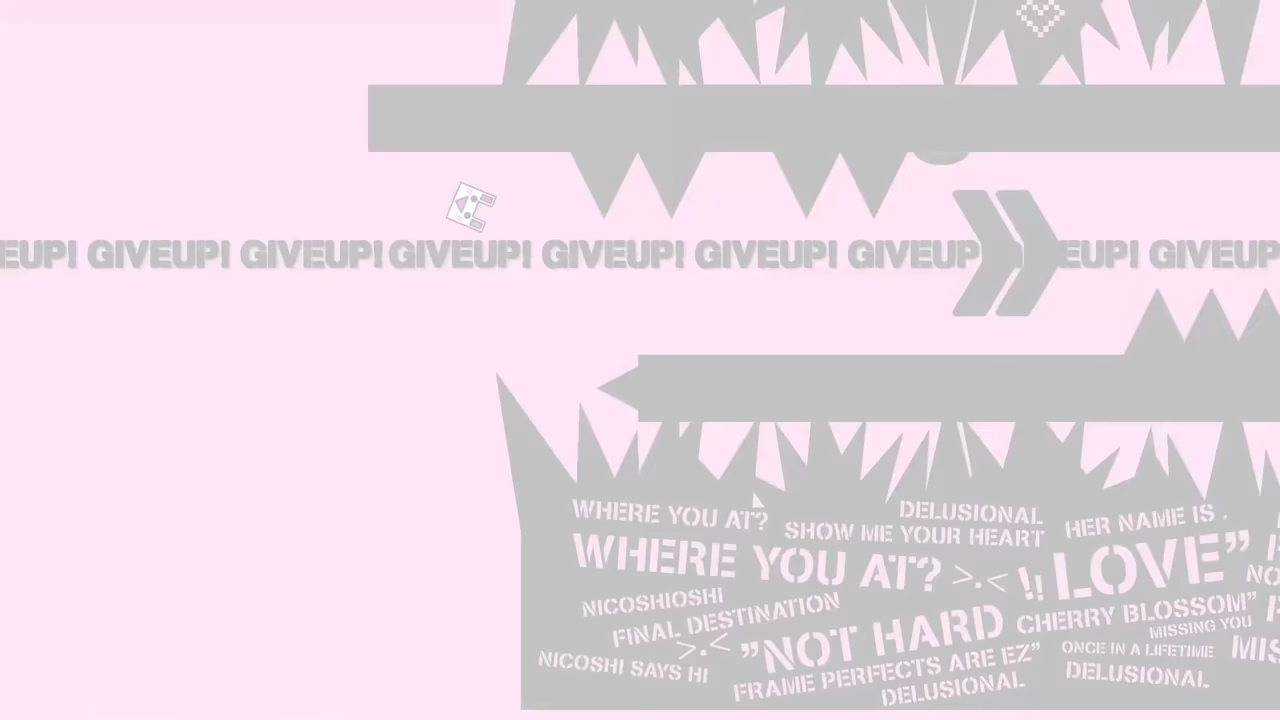 EUP! GIVEUP! GIVEUP! GIVEUP! GIVEUP! GIVEUP! GIVEUP EUP! GIVEUP
WHERE YOU AT?
DELUSIONAL
SHOW ME YOUR HEART
HER NAME IS .
WHERE YOU AT? >.< !! LOVE”
NICOSHIOSHI
FINAL DESTINATION
>.<
”NOT HARD
CHERRY BLOSSOM”
MISSING YOU
NICOSHI SAYS HI
FRAME PERFECTS ARE EZ”
ONCE IN A LIFETIME
DELUSIONAL
DELUSIONAL